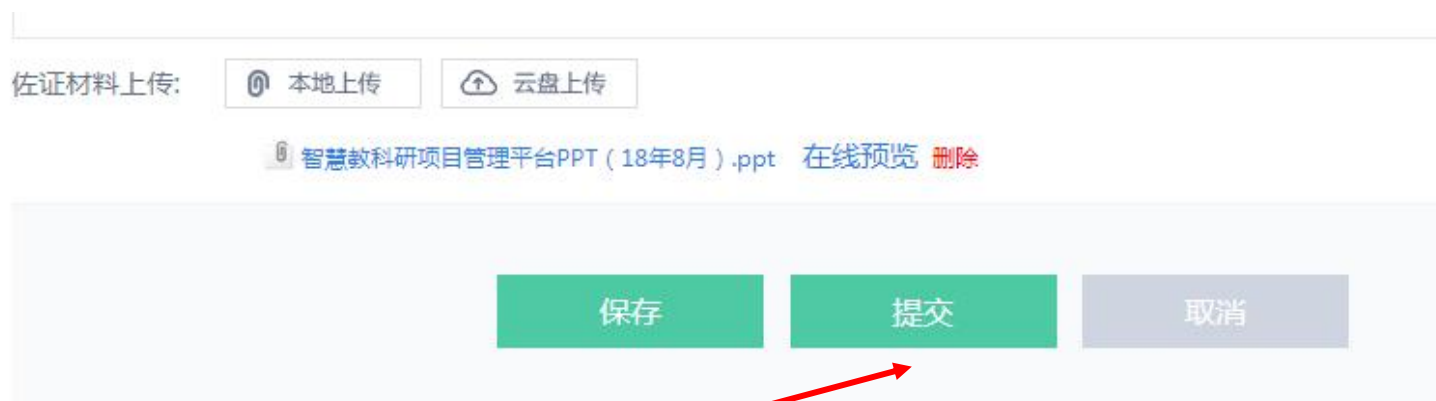 佐证材料上传: 本地上传 云盘上传
智慧教科研项目管理平台PPT（18年8月）.ppt 在线预览 删除
保存 提交 取消